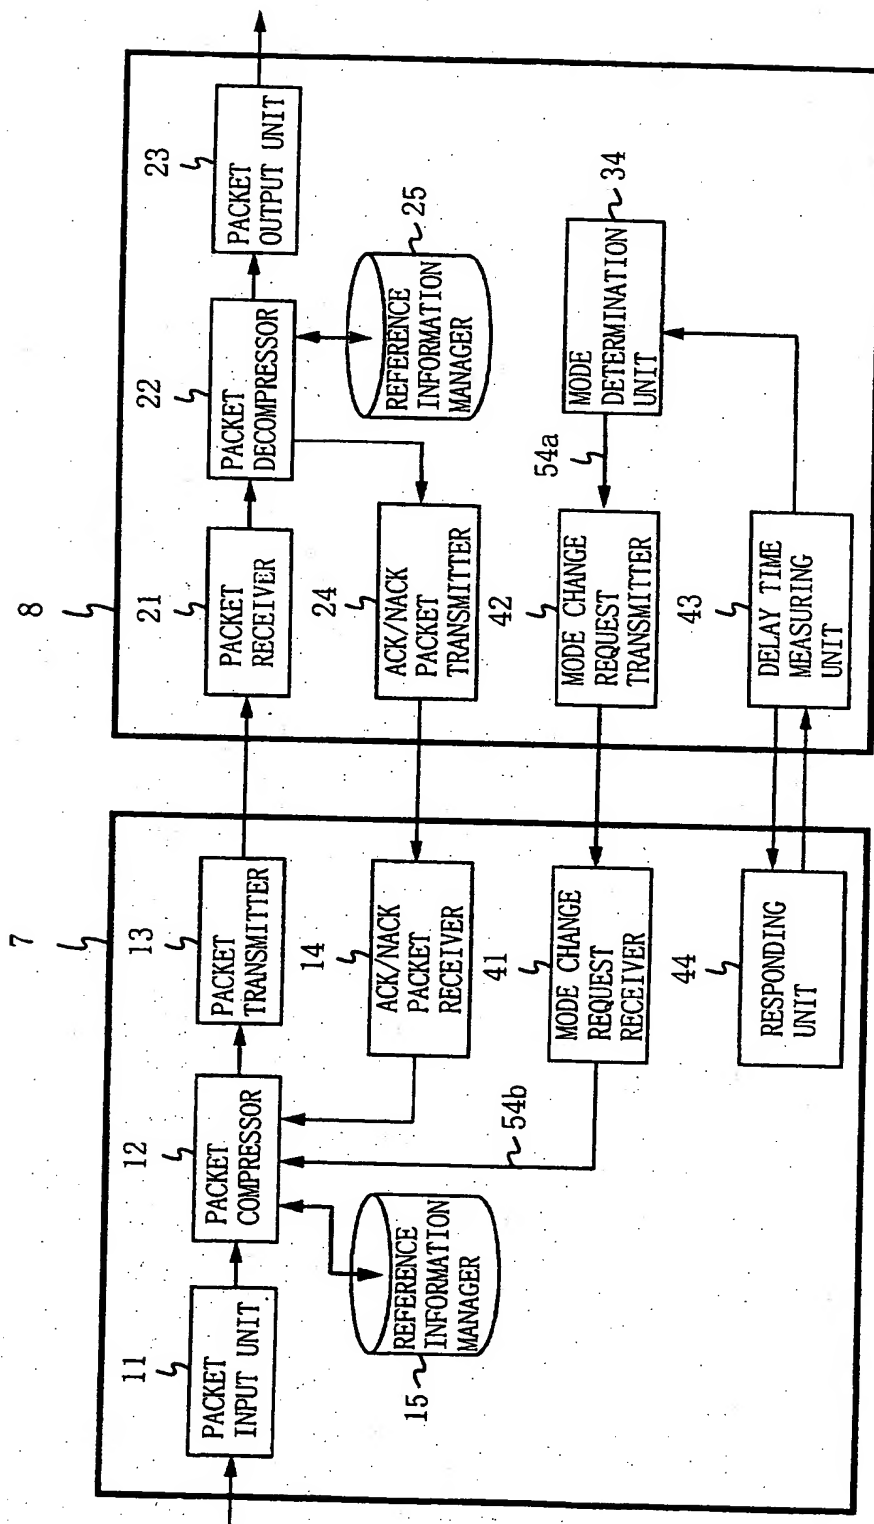 7
11
PACKET
INPUT UNIT
12
PACKET
COMPRESSOR
13
PACKET
TRANSMITTER
15
REFERENCE
INFORMATION
MANAGER
14
ACK/NACK
PACKET
RECEIVER
54b
41
MODE CHANGE
REQUEST
RECEIVER
44
RESPONDING
UNIT
8
21
PACKET
RECEIVER
22
PACKET
DECOMPRESSOR
23
PACKET
OUTPUT UNIT
24
ACK/NACK
PACKET
TRANSMITTER
25
REFERENCE
INFORMATION
MANAGER
42
MODE CHANGE
REQUEST
TRANSMITTER
54a
34
MODE
DETERMINATION
UNIT
43
DELAY TIME
MEASURING
UNIT